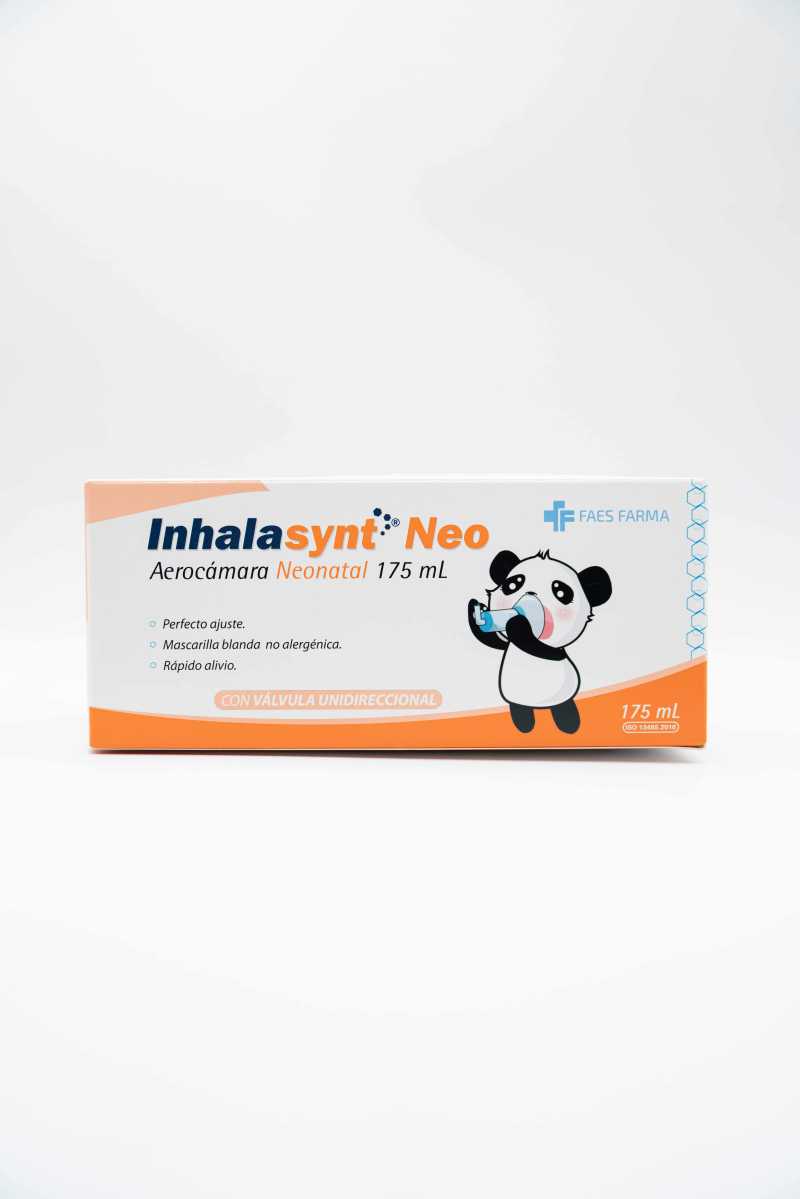 Inhalasynt® Neo
FAES FARMA
Aerocámara Neonatal 175 mL
Perfecto ajuste.
Mascarilla blanda no alergénica.
Rápido alivio.
CON VÁLVULA UNIDIRECCIONAL
175 mL
ISO 13485:2016